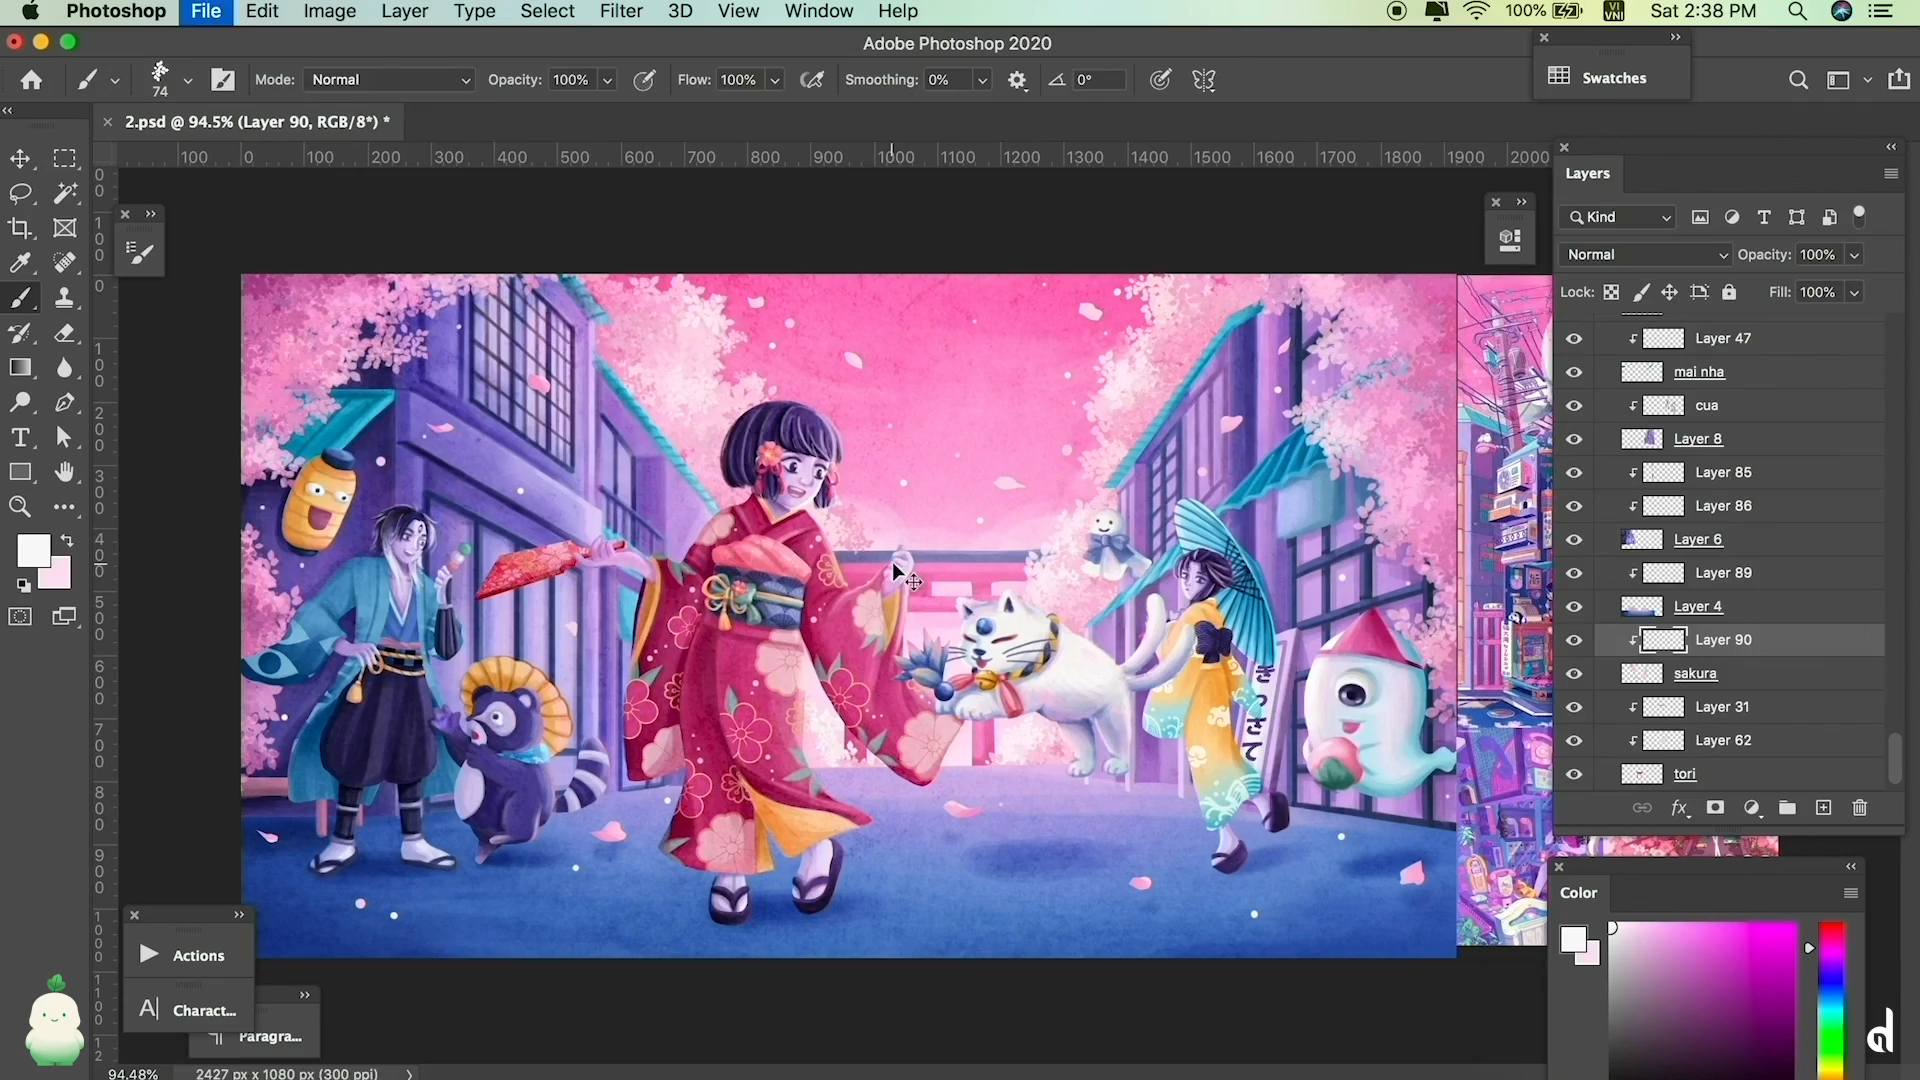 Photoshop File Edit Image Layer Type Select Filter 3D View Window Help 100% VI VNI Sat 2:38 PM
Adobe Photoshop 2020
74 Mode: Normal Opacity: 100% Flow: 100% Smoothing: 0% 0°
Swatches
2.psd @ 94.5% (Layer 90, RGB/8*) *
100 0 100 200 300 400 500 600 700 800 900 1000 1100 1200 1300 1400 1500 1600 1700 1800 1900 2000
Layers
Kind
Normal Opacity: 100%
Lock: Fill: 100%
Layer 47
mai nha
cua
Layer 8
Layer 85
Layer 86
Layer 6
Layer 89
Layer 4
Layer 90
sakura
Layer 31
Layer 62
tori
fx
Color
Actions
Charact...
Paragra...
94.48% 2427 px x 1080 px (300 ppi)